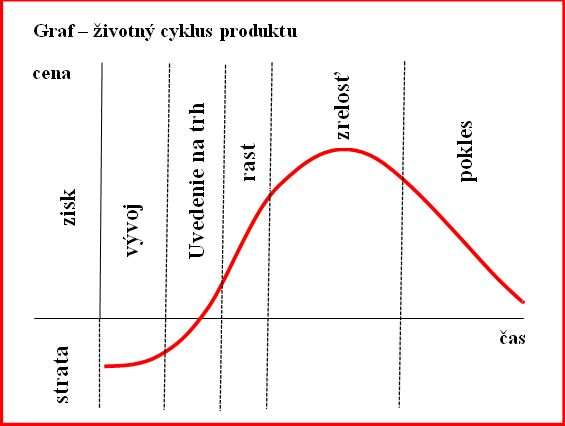 Graf – životný cyklus produktu
cena
zisk
strata
vývoj
Uvedenie na trh
rast
zrelosť
pokles
čas